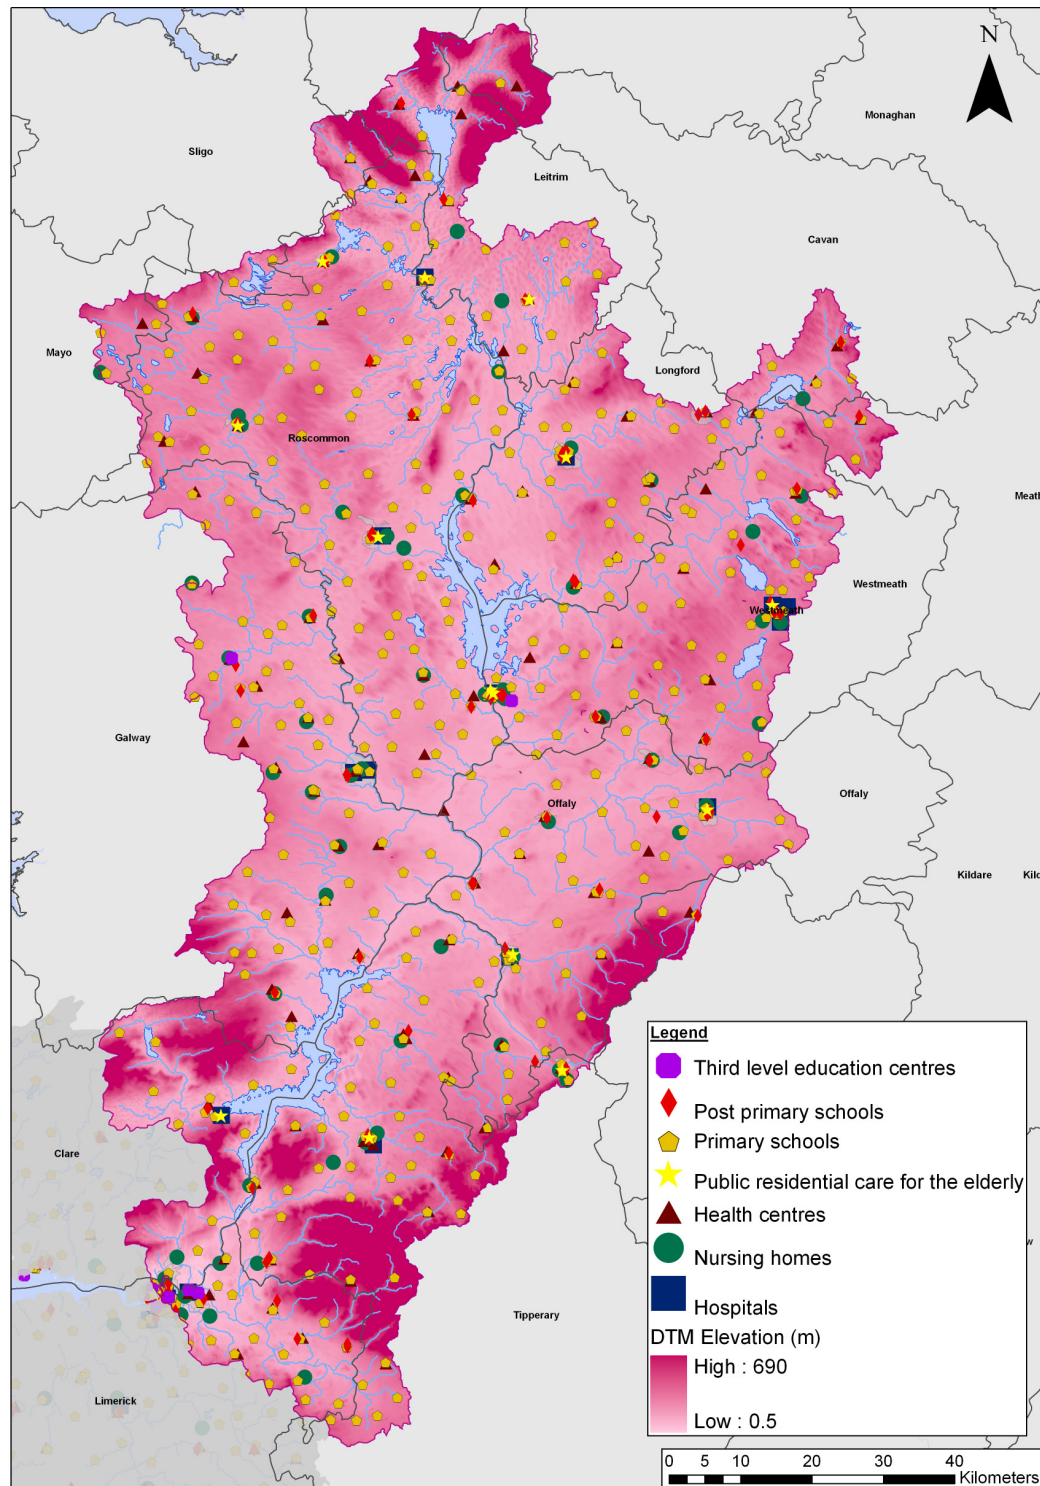 N
Monaghan
Sligo
Leitrim
Cavan
Mayo
Longford
Roscommon
Meath
Westmeath
Westmeath
Galway
Offaly
Offaly
Kildare
Kild
Clare
Tipperary
Limerick
w
Legend
Third level education centres
Post primary schools
Primary schools
Public residential care for the elderly
Health centres
Nursing homes
Hospitals
DTM Elevation (m)
High : 690
Low : 0.5
0 5 10 20 30 40
Kilometers